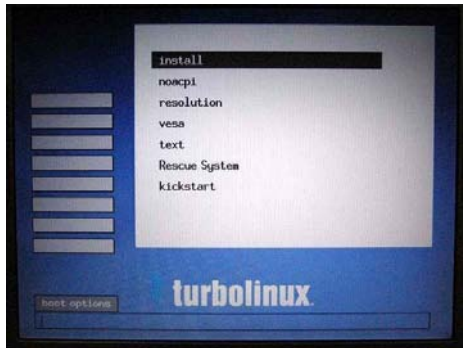 install
noacpi
resolution
vesa
text
Rescue System
kickstart
turbolinux
boot options